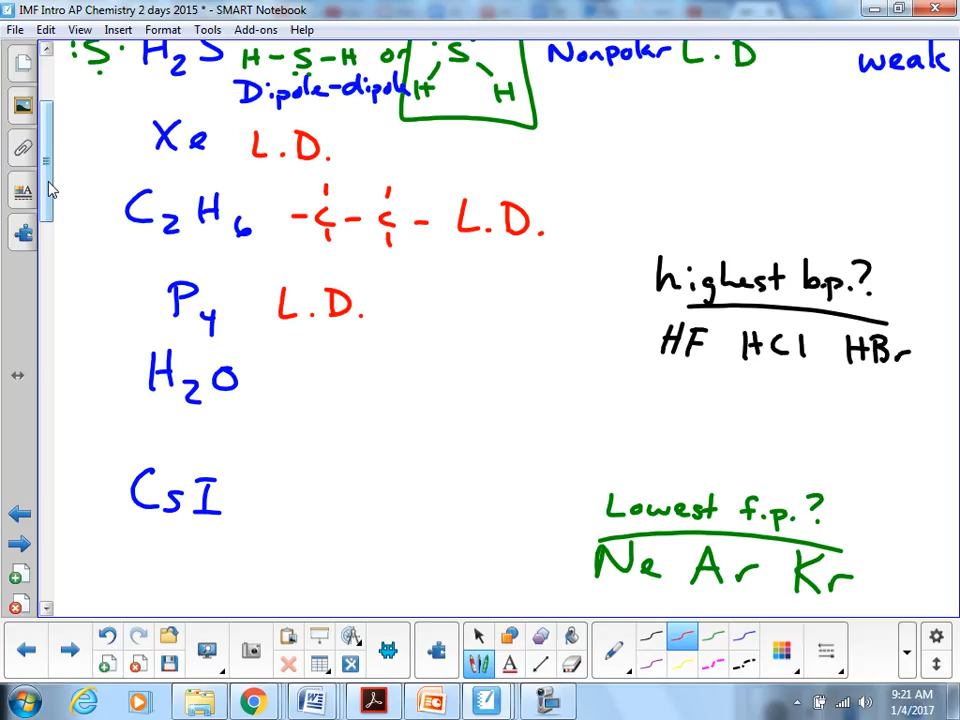 IMF Intro AP Chemistry 2 days 2015 * - SMART Notebook
File Edit View Insert Format Tools Add-ons Help
:S· H2S H-S-H or S Nonpolar L.D weak
Dipole-dipole H H
Xe L.D.
C2H6 -C-C- L.D.
P4 L.D.
highest b.p.?
HF HCl HBr
H2O
CsI
Lowest f.p.?
Ne Ar Kr
9:21 AM
1/4/2017